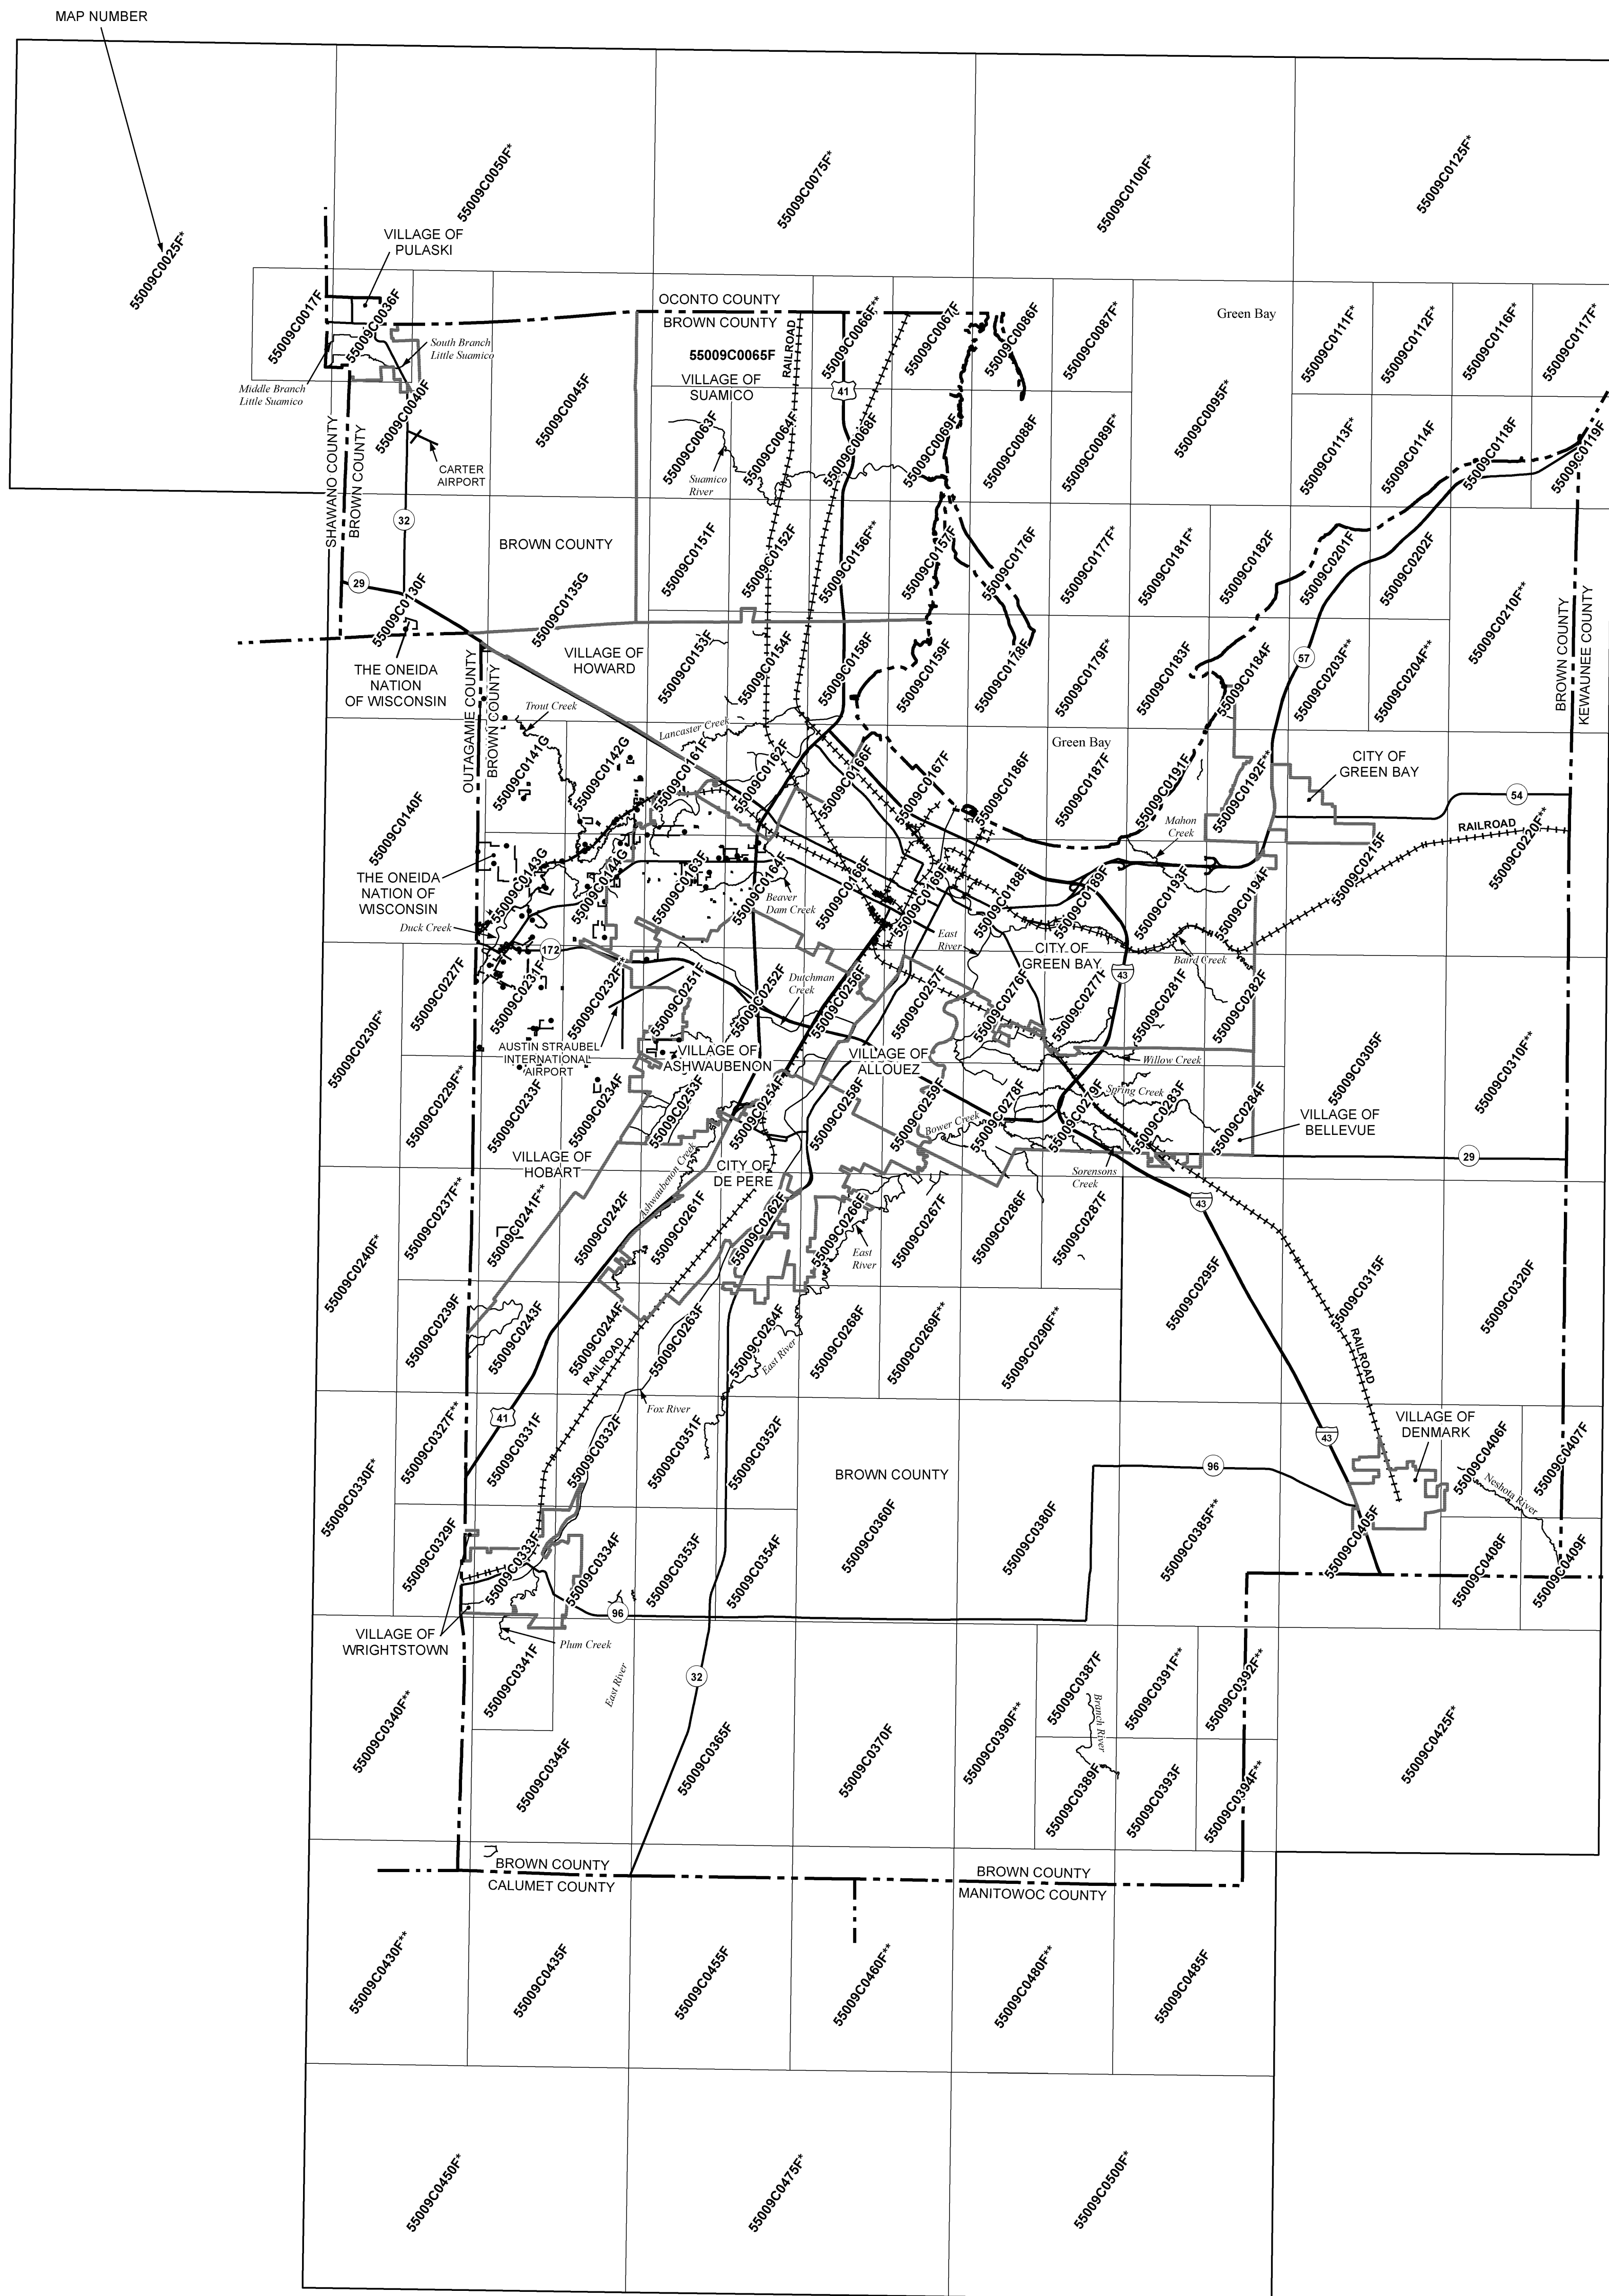 MAP NUMBER
55009C0025F*
55009C0050F*
55009C0075F*
55009C0100F*
55009C0125F*
VILLAGE OF
PULASKI
55009C0017F
55009C0036F
South Branch
Little Suamico
Middle Branch
Little Suamico
55009C0040F
CARTER
AIRPORT
SHAWANO COUNTY
BROWN COUNTY
32
29
55009C0045F
OCONTO COUNTY
BROWN COUNTY
55009C0065F
VILLAGE OF
SUAMICO
RAILROAD
41
55009C0066F**
55009C0067F
55009C0086F
55009C0087F*
Green Bay
55009C0095F*
55009C0111F*
55009C0112F*
55009C0116F*
55009C0117F*
55009C0063F
Suamico
River
55009C0064F
55009C0068F
55009C0069F
55009C0088F
55009C0089F*
55009C0113F*
55009C0114F
55009C0118F
55009C0119F
BROWN COUNTY
55009C0130F
55009C0135G
55009C0151F
55009C0152F
55009C0156F**
55009C0157F
55009C0176F
55009C0177F*
55009C0181F*
55009C0182F
55009C0201F
55009C0202F
55009C0210F**
BROWN COUNTY
KEWAUNEE COUNTY
THE ONEIDA
NATION
OF WISCONSIN
OUTAGAMIE COUNTY
BROWN COUNTY
VILLAGE OF
HOWARD
55009C0153F
55009C0154F
55009C0158F
55009C0159F
55009C0178F
55009C0179F*
55009C0183F
55009C0184F
57
55009C0203F**
55009C0204F**
Trout Creek
Lancaster Creek
55009C0140F
55009C0141G
55009C0142G
55009C0161F
55009C0162F
55009C0166F
55009C0167F
55009C0186F
Green Bay
55009C0187F
55009C0191F
55009C0192F**
Mahon
Creek
CITY OF
GREEN BAY
54
RAILROAD
55009C0215F
55009C0220F**
THE ONEIDA
NATION OF
WISCONSIN
Duck Creek
55009C0143G
55009C0144G
55009C0163F
55009C0164F
Beaver
Dam Creek
55009C0168F
55009C0169F
55009C0188F
55009C0189F
55009C0193F
55009C0194F
East
River
CITY OF
GREEN BAY
43
Baird Creek
172
55009C0230F*
55009C0227F
55009C0231F
55009C0232F**
55009C0251F
55009C0252F
Dutchman
Creek
55009C0256F
55009C0257F
55009C0276F
55009C0277F
55009C0281F
55009C0282F
55009C0305F
55009C0310F**
AUSTIN STRAUBEL
INTERNATIONAL
AIRPORT
VILLAGE OF
ASHWAUBENON
VILLAGE OF
ALLOUEZ
Willow Creek
Spring Creek
55009C0229F**
55009C0233F
55009C0234F
55009C0253F
55009C0254F
55009C0258F
55009C0259F
Bower Creek
55009C0278F
55009C0279F
55009C0283F
55009C0284F
VILLAGE OF
BELLEVUE
29
VILLAGE OF
HOBART
Ashwaubenon Creek
CITY OF
DE PERE
Sorensons
Creek
43
55009C0240F*
55009C0237F**
55009C0241F**
55009C0242F
55009C0261F
55009C0262F
55009C0266F
East
River
55009C0267F
55009C0286F
55009C0287F
55009C0295F
55009C0315F
55009C0320F
55009C0239F
55009C0243F
55009C0244F
RAILROAD
55009C0263F
55009C0264F
East River
55009C0268F
55009C0269F**
55009C0290F**
RAILROAD
Fox River
41
55009C0330F*
55009C0327F**
55009C0331F
55009C0332F
55009C0351F
55009C0352F
BROWN COUNTY
96
43
VILLAGE OF
DENMARK
55009C0406F
55009C0407F
Neshota River
55009C0329F
55009C0333F
55009C0334F
55009C0353F
55009C0354F
55009C0360F
55009C0380F
55009C0385F**
55009C0405F
55009C0408F
55009C0409F
VILLAGE OF
WRIGHTSTOWN
96
Plum Creek
55009C0340F**
55009C0341F
East River
32
55009C0345F
55009C0365F
55009C0370F
55009C0390F**
55009C0387F
Branch River
55009C0391F**
55009C0392F**
55009C0389F
55009C0393F
55009C0394F**
55009C0425F*
BROWN COUNTY
CALUMET COUNTY
BROWN COUNTY
MANITOWOC COUNTY
55009C0430F**
55009C0435F
55009C0455F
55009C0460F**
55009C0480F**
55009C0485F
55009C0450F*
55009C0475F*
55009C0500F*